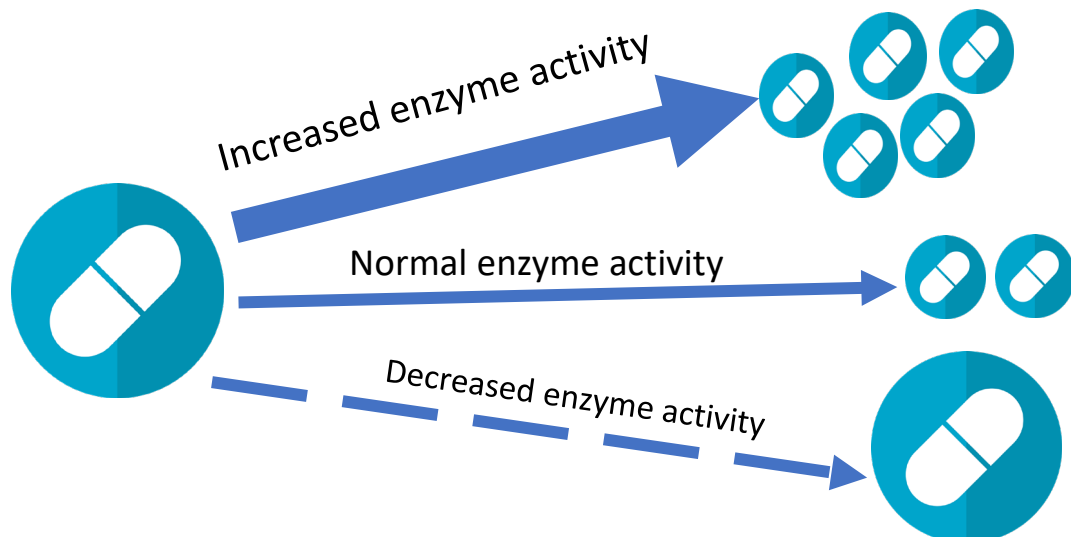 Increased enzyme activity
Normal enzyme activity
Decreased enzyme activity